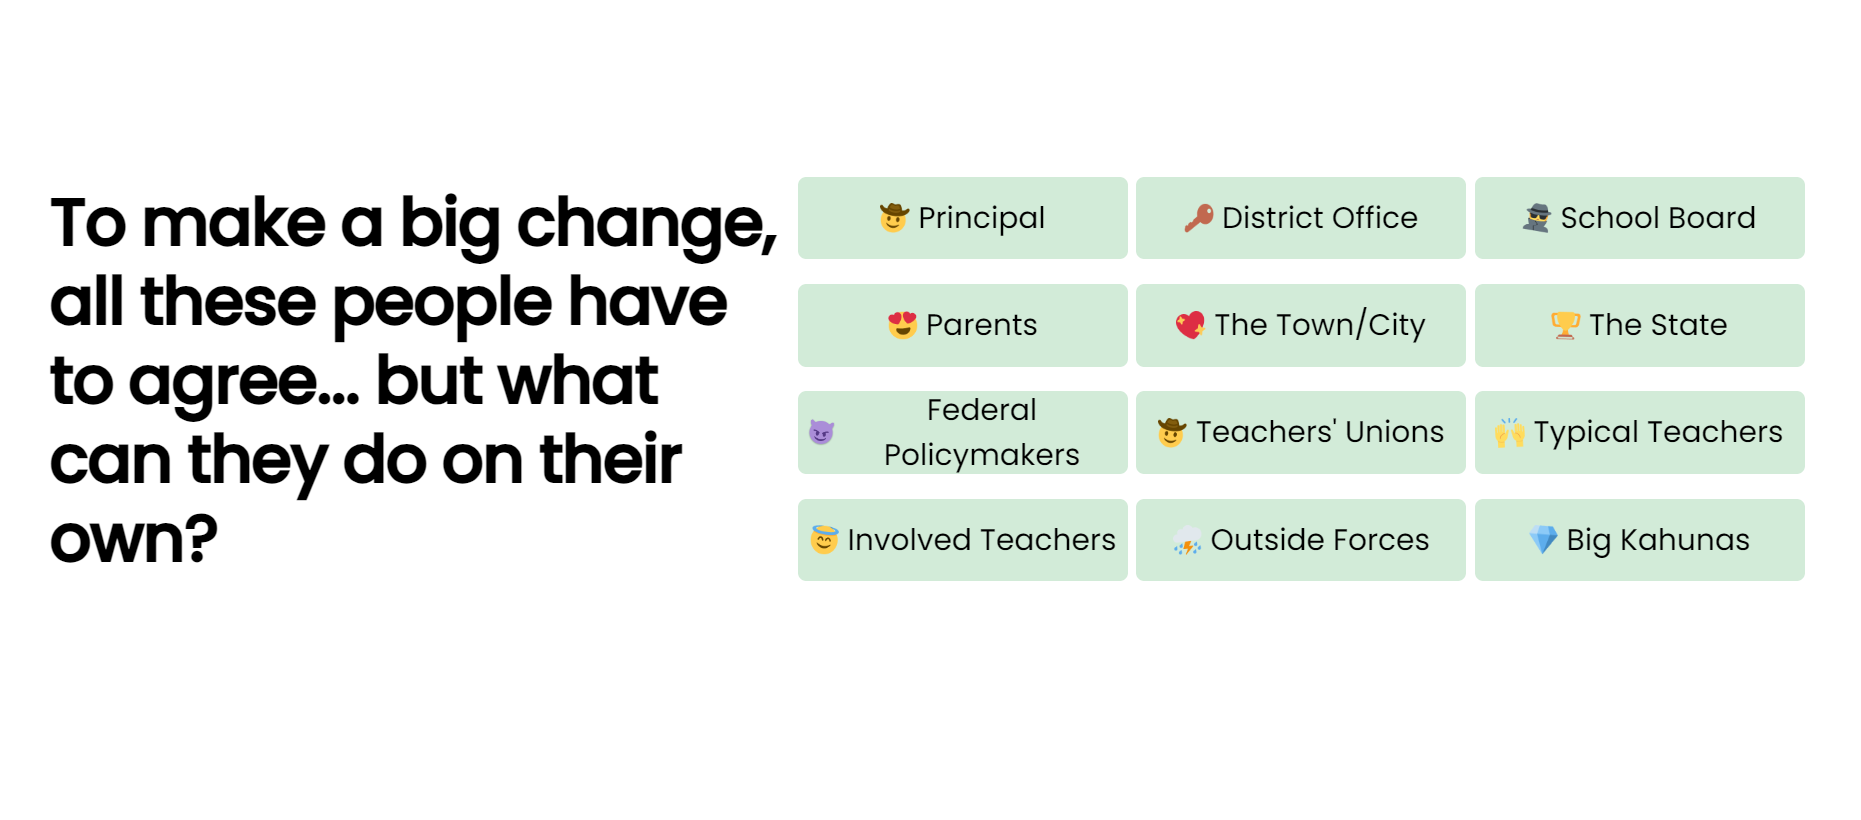 To make a big change,
all these people have
to agree... but what
can they do on their
own?
🤠 Principal
🔑 District Office
🕵️ School Board
😍 Parents
💖 The Town/City
🏆 The State
😈 Federal
Policymakers
🤠 Teachers' Unions
🙌 Typical Teachers
😇 Involved Teachers
⛈️ Outside Forces
💎 Big Kahunas